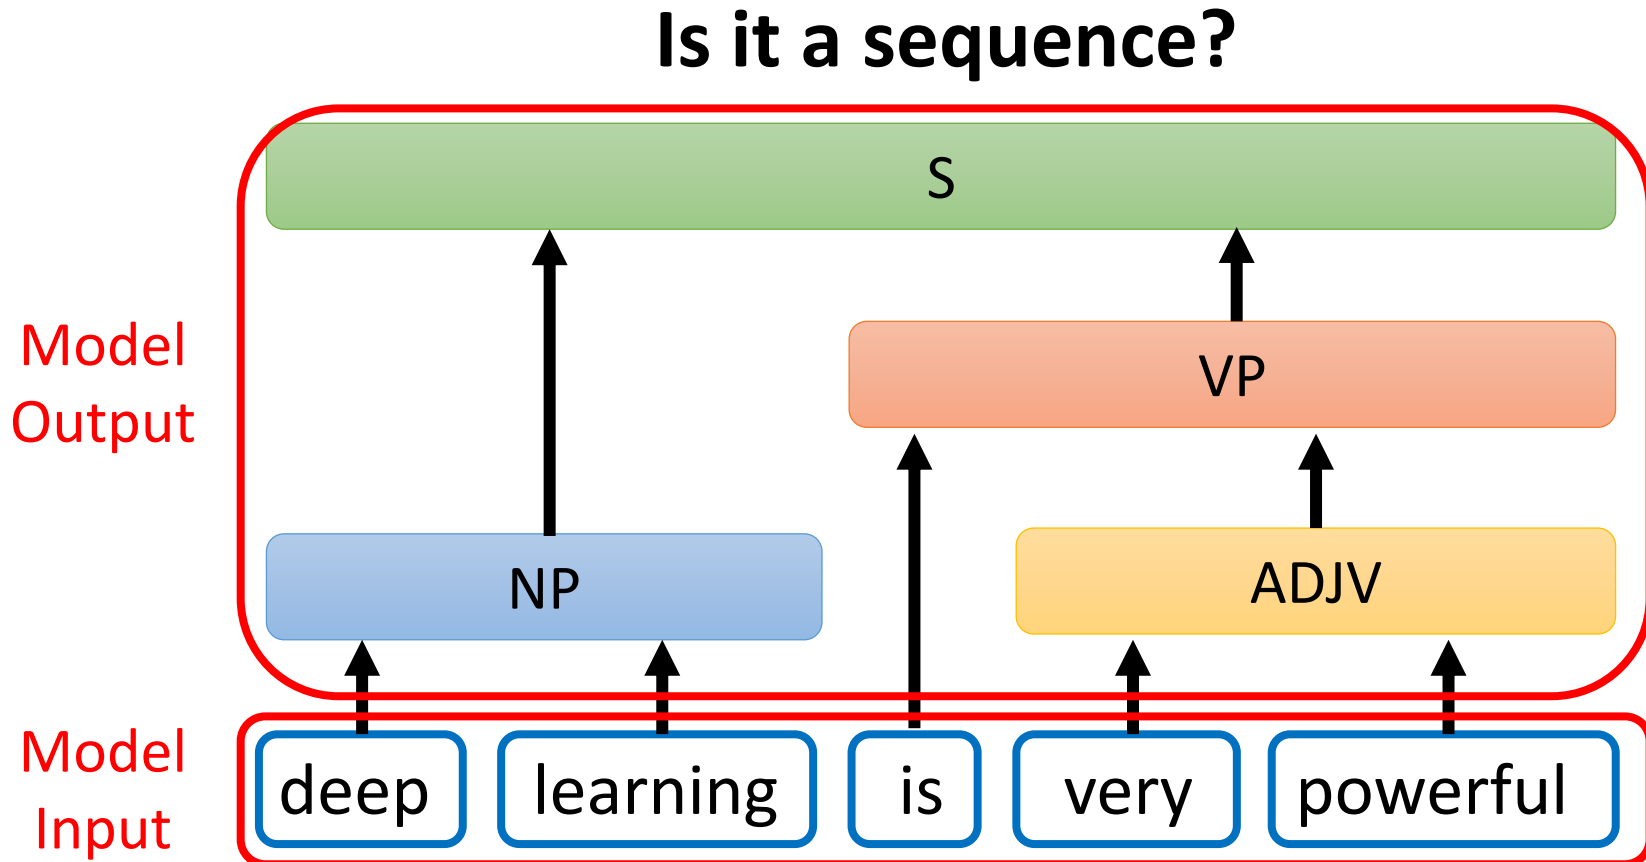 Is it a sequence?
S
Model
Output
VP
NP
ADJV
Model
Input
deep
learning
is
very
powerful